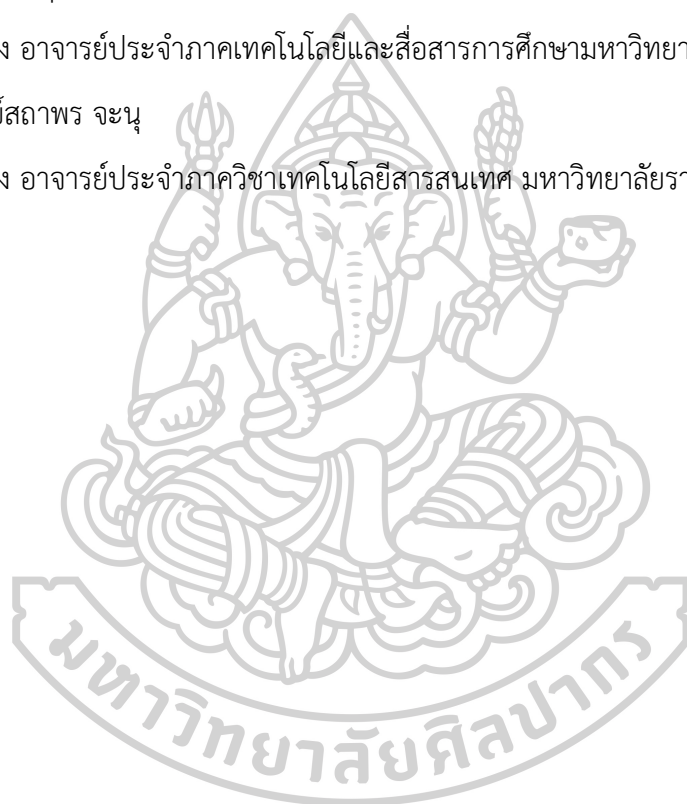 ง อาจารย์ประจำภาคเทคโนโลยีและสื่อสารการศึกษามหาวิทยา
สถาพร จะนุ
ง อาจารย์ประจำภาควิชาเทคโนโลยีสารสนเทศ มหาวิทยาลัยรา
มหาวิทยาลัยศิลปากร